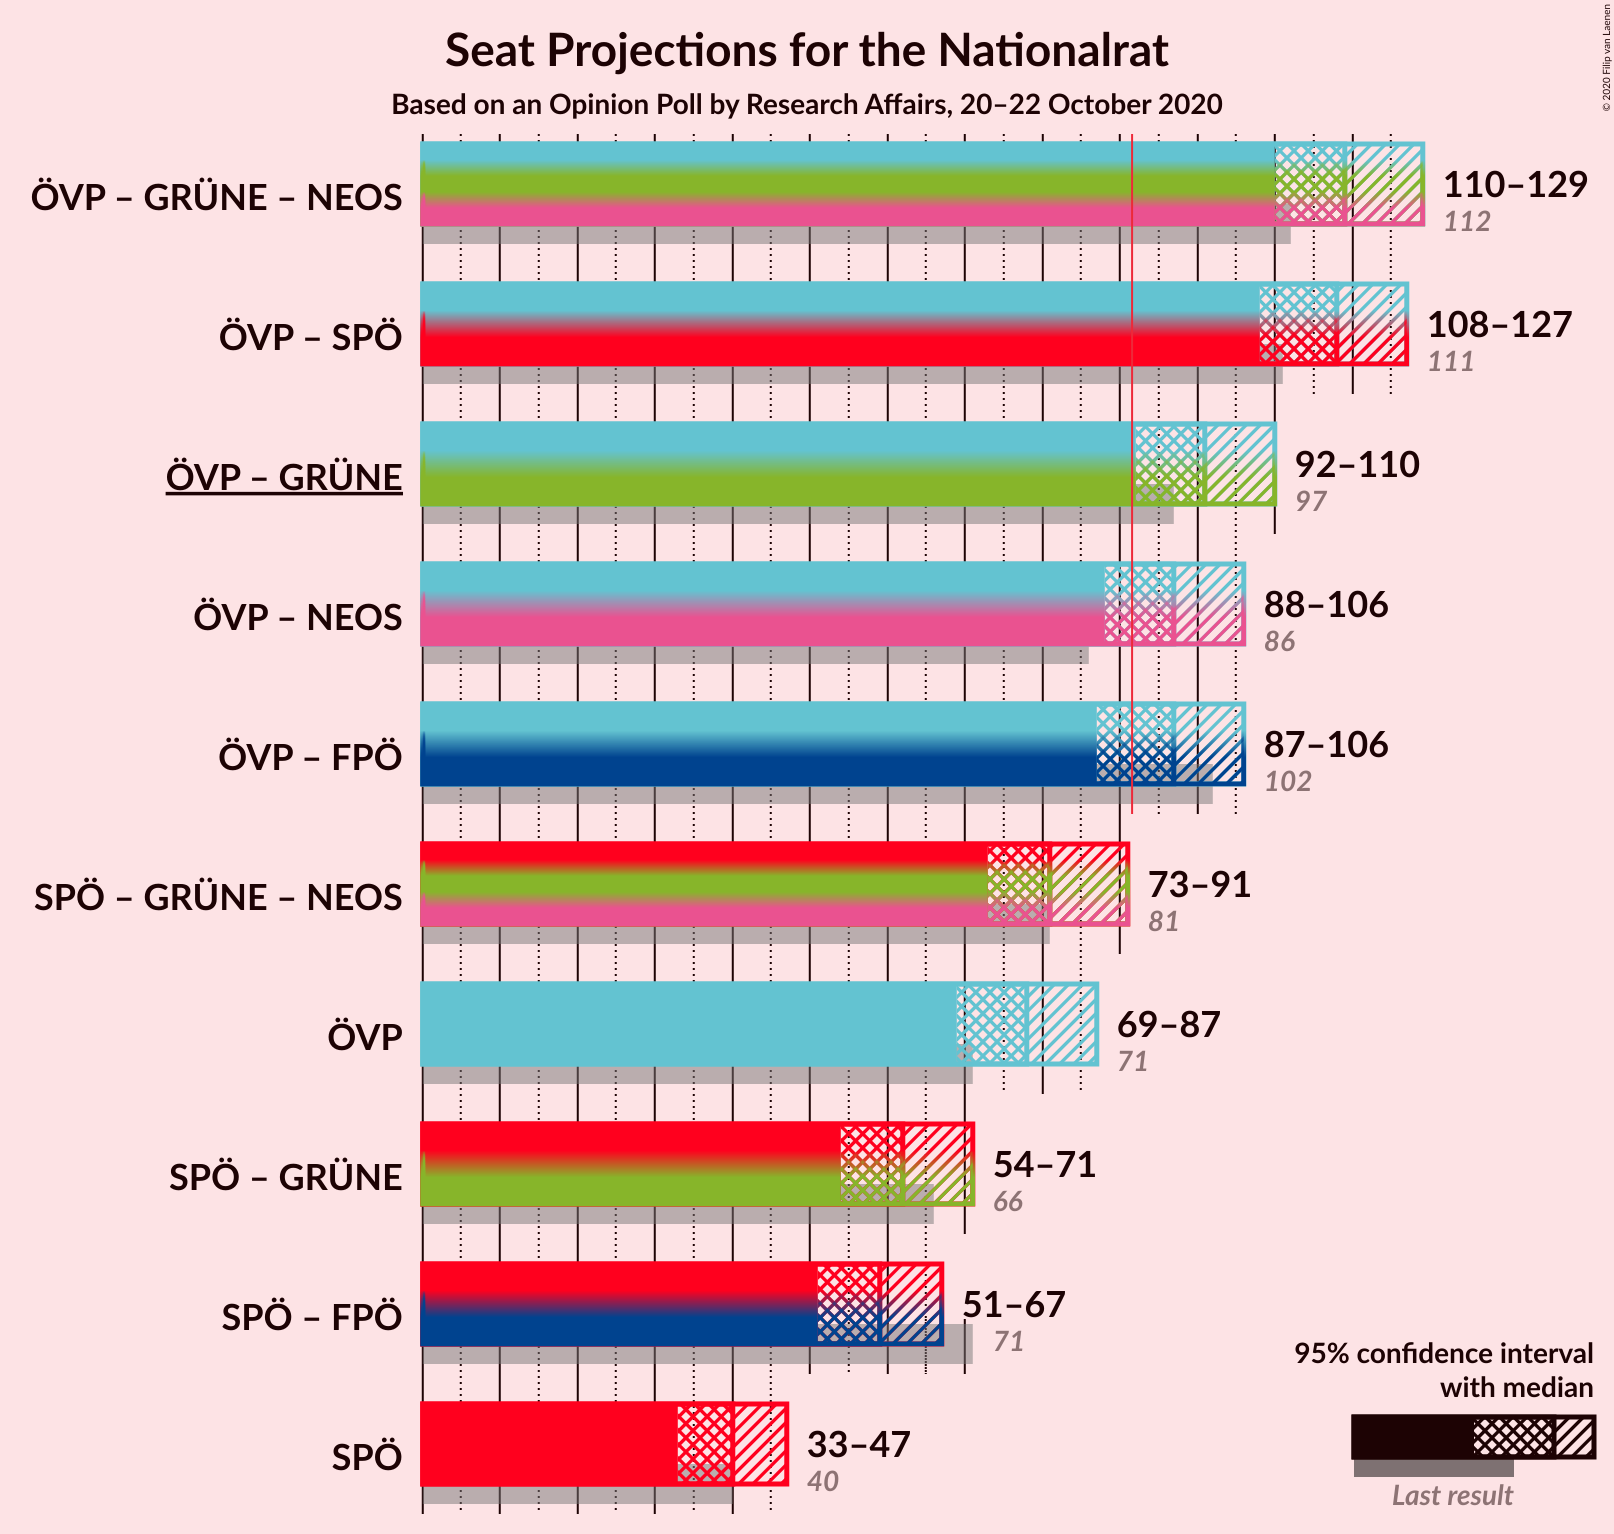 Seat Projections for the Nationalrat
Based on an Opinion Poll by Research Affairs, 20–22 October 2020
© 2020 Filip van Laenen
ÖVP – GRÜNE – NEOS
110–129
112
ÖVP – SPÖ
108–127
111
ÖVP – GRÜNE
92–110
97
ÖVP – NEOS
88–106
86
ÖVP – FPÖ
87–106
102
SPÖ – GRÜNE – NEOS
73–91
81
ÖVP
69–87
71
SPÖ – GRÜNE
54–71
66
SPÖ – FPÖ
51–67
71
SPÖ
33–47
40
95% confidence interval
with median
Last result